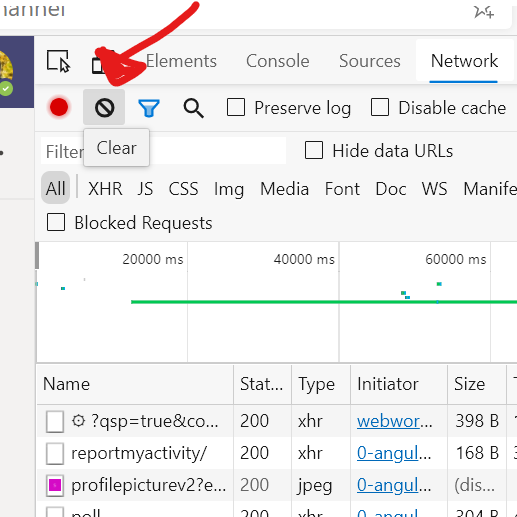 hannel
Elements Console Sources Network
Preserve log Disable cache
Clear
Filter Hide data URLs
All XHR JS CSS Img Media Font Doc WS Manife
Blocked Requests
20000 ms 40000 ms 60000 ms
Name Stat... Type Initiator Size
?qsp=true&co... 200 xhr webwor... 398 B
reportmyactivity/ 200 xhr 0-angul... 168 B
profilepicturev2?e... 200 jpeg 0-angul... (dis...
poll 200 xhr 0-angul... 304 B